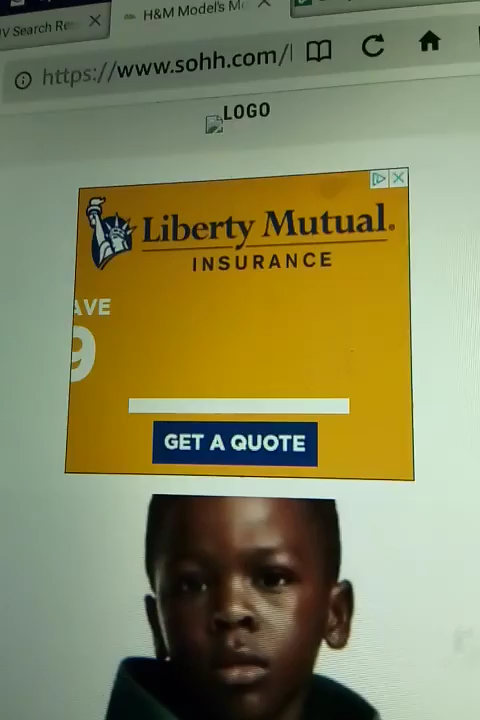 V Search Re
H&M Model's M
https://www.sohh.com/
LOGO
Liberty Mutual.
INSURANCE
AVE
9
GET A QUOTE